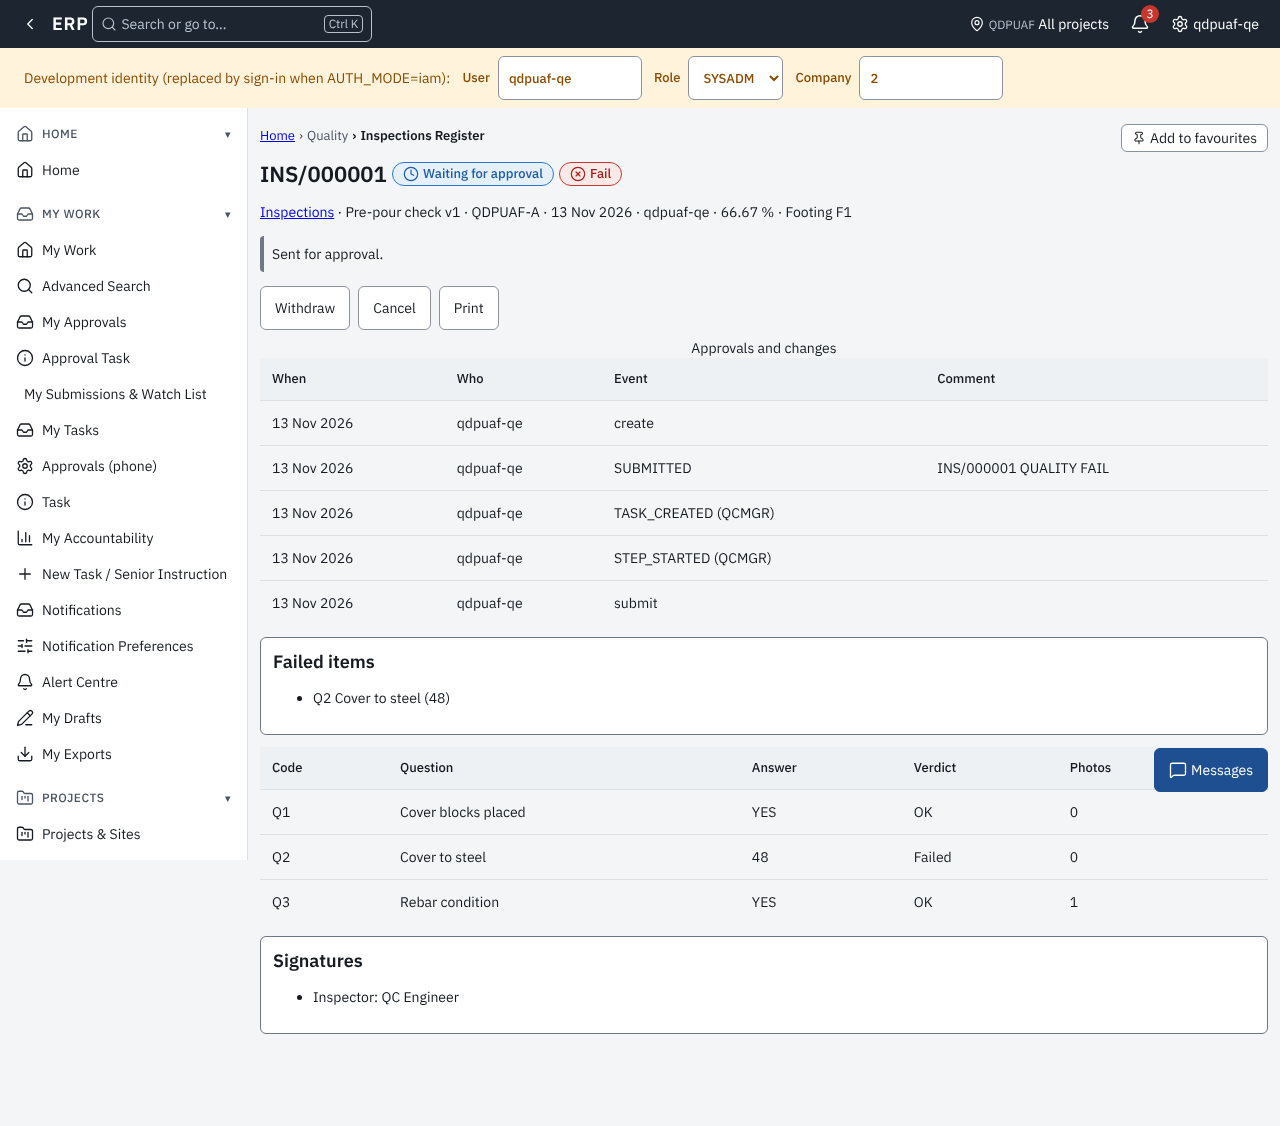 ERP
Search or go to...
Ctrl K
QDPUAF All projects
3
qdpuaf-qe
Development identity (replaced by sign-in when AUTH_MODE=iam):
User
qdpuaf-qe
Role
SYSADM
Company
2
HOME
Home
MY WORK
My Work
Advanced Search
My Approvals
Approval Task
My Submissions & Watch List
My Tasks
Approvals (phone)
Task
My Accountability
New Task / Senior Instruction
Notifications
Notification Preferences
Alert Centre
My Drafts
My Exports
PROJECTS
Projects & Sites
Home › Quality › Inspections Register
Add to favourites
INS/000001
Waiting for approval
Fail
Inspections · Pre-pour check v1 · QDPUAF-A · 13 Nov 2026 · qdpuaf-qe · 66.67 % · Footing F1
Sent for approval.
Withdraw
Cancel
Print
Approvals and changes
When Who Event Comment
13 Nov 2026 qdpuaf-qe create
13 Nov 2026 qdpuaf-qe SUBMITTED INS/000001 QUALITY FAIL
13 Nov 2026 qdpuaf-qe TASK_CREATED (QCMGR)
13 Nov 2026 qdpuaf-qe STEP_STARTED (QCMGR)
13 Nov 2026 qdpuaf-qe submit
Failed items
• Q2 Cover to steel (48)
Code Question Answer Verdict Photos
Messages
Q1 Cover blocks placed YES OK 0
Q2 Cover to steel 48 Failed 0
Q3 Rebar condition YES OK 1
Signatures
• Inspector: QC Engineer